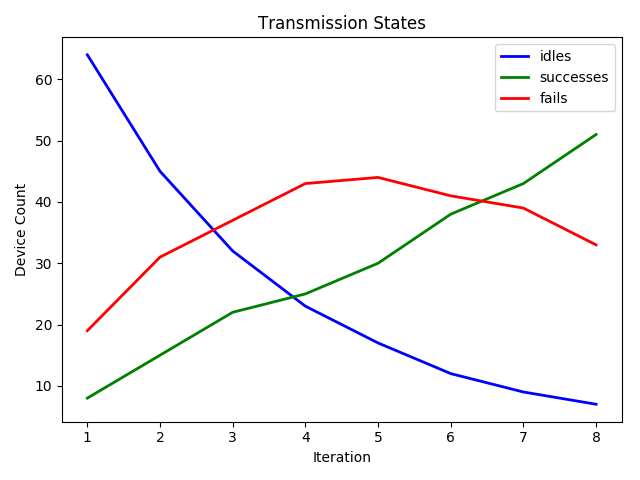 Transmission States
idles
successes
fails
60
50
40
30
20
10
Device Count
1 2 3 4 5 6 7 8
Iteration